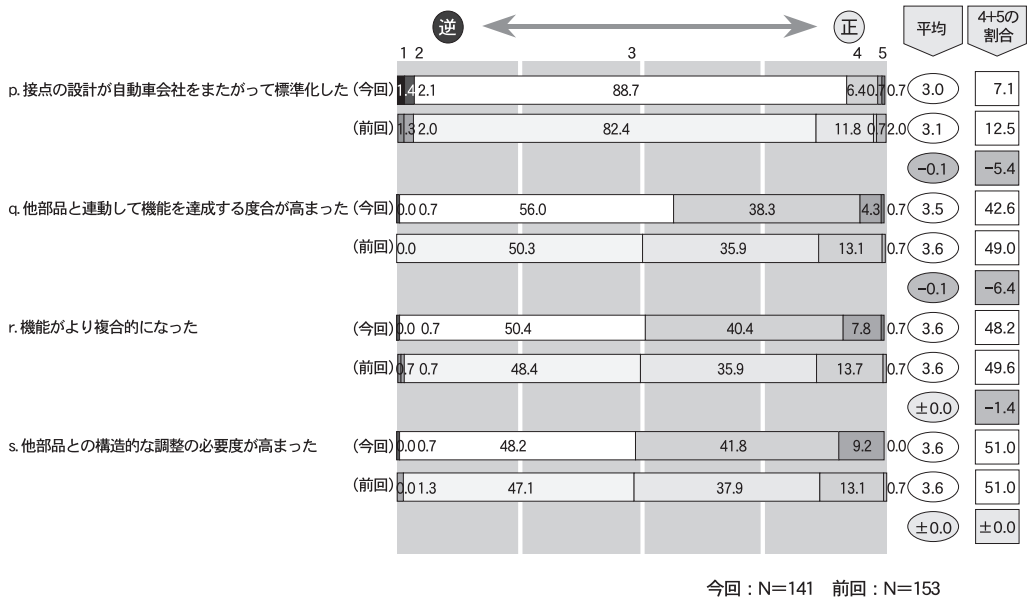 逆 正 平均 4+5の
割合
1 2 3 4 5
p. 接点の設計が自動車会社をまたがって標準化した (今回) 1.4 2.1 88.7 6.4 0.7 0.7 3.0 7.1
(前回) 1.3 2.0 82.4 11.8 0.7 2.0 3.1 12.5
−0.1 −5.4
q. 他部品と連動して機能を達成する度合が高まった (今回) 0.0 0.7 56.0 38.3 4.3 0.7 3.5 42.6
(前回) 0.0 50.3 35.9 13.1 0.7 3.6 49.0
−0.1 −6.4
r. 機能がより複合的になった (今回) 0.0 0.7 50.4 40.4 7.8 0.7 3.6 48.2
(前回) 0.7 0.7 48.4 35.9 13.7 0.7 3.6 49.6
±0.0 −1.4
s. 他部品との構造的な調整の必要度が高まった (今回) 0.0 0.7 48.2 41.8 9.2 0.0 3.6 51.0
(前回) 0.0 1.3 47.1 37.9 13.1 0.7 3.6 51.0
±0.0 ±0.0
今回：N＝141 前回：N＝153